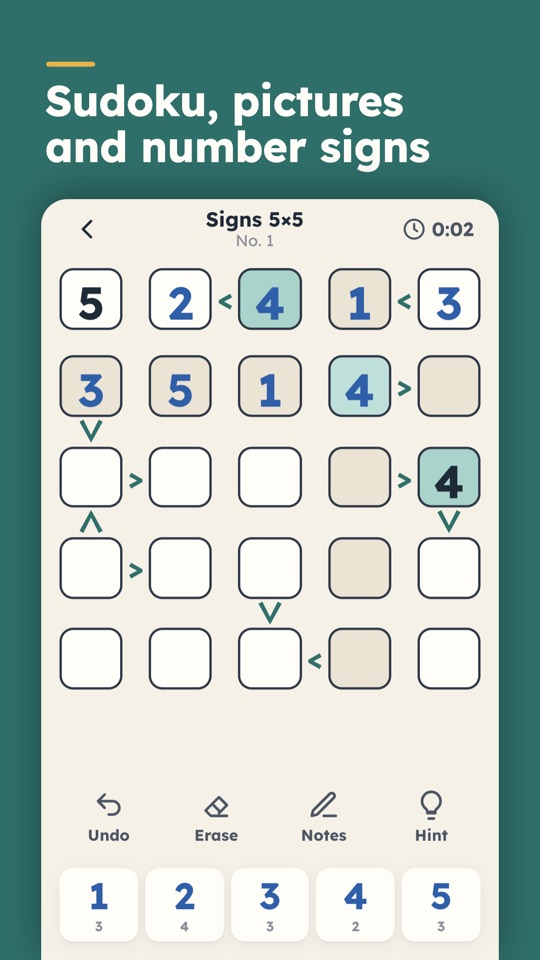 Sudoku, pictures
and number signs
Signs 5×5
No. 1
0:02
5 2 < 4 1 < 3
3 5 1 4 >
>
> 4
>
<
Undo Erase Notes Hint
1 2 3 4 5
3 4 3 2 3